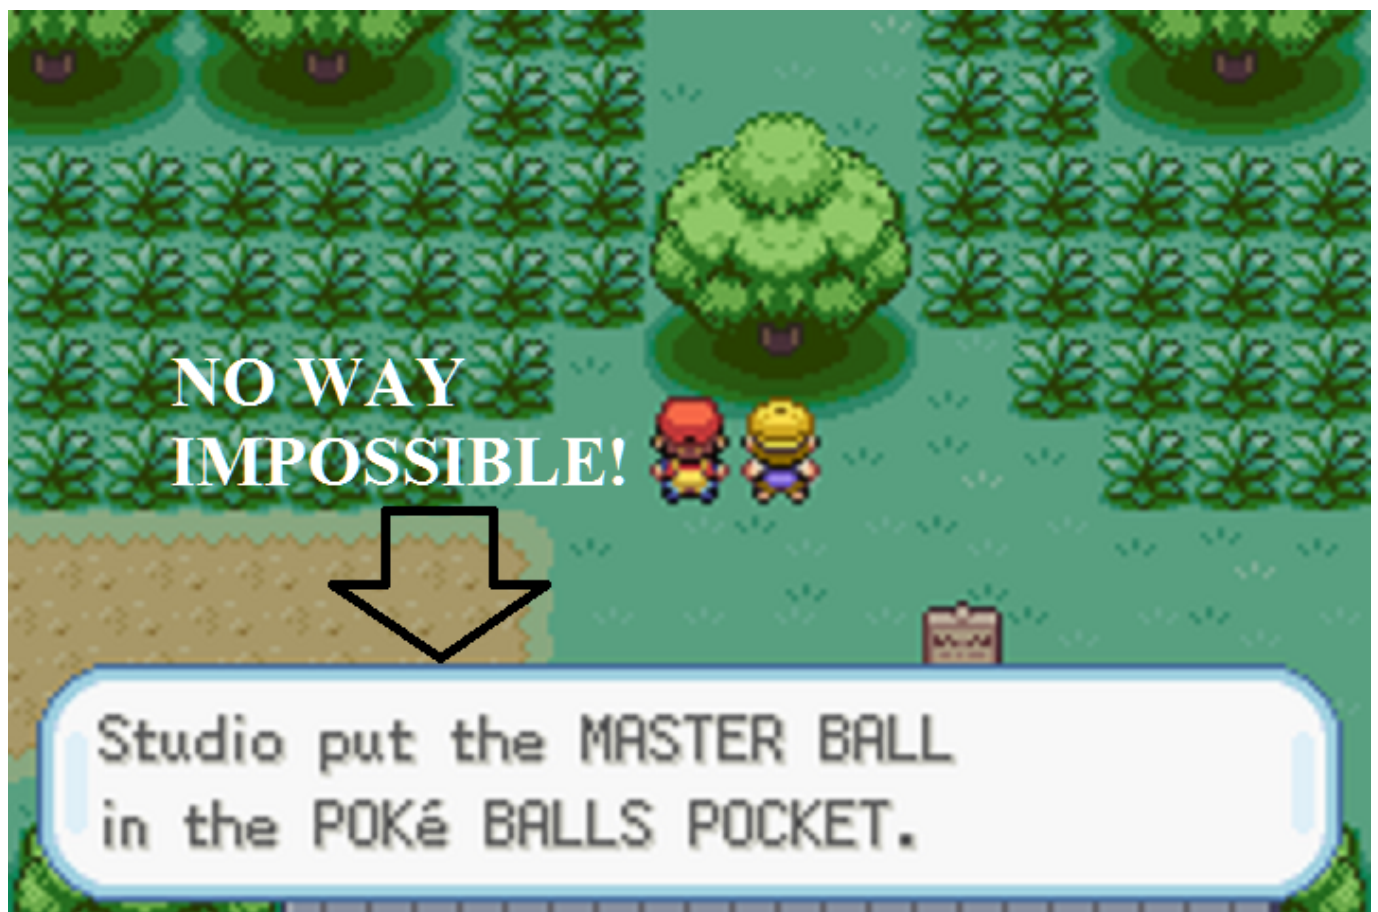 NO WAY
IMPOSSIBLE!
Studio put the MASTER BALL
in the POKé BALLS POCKET.